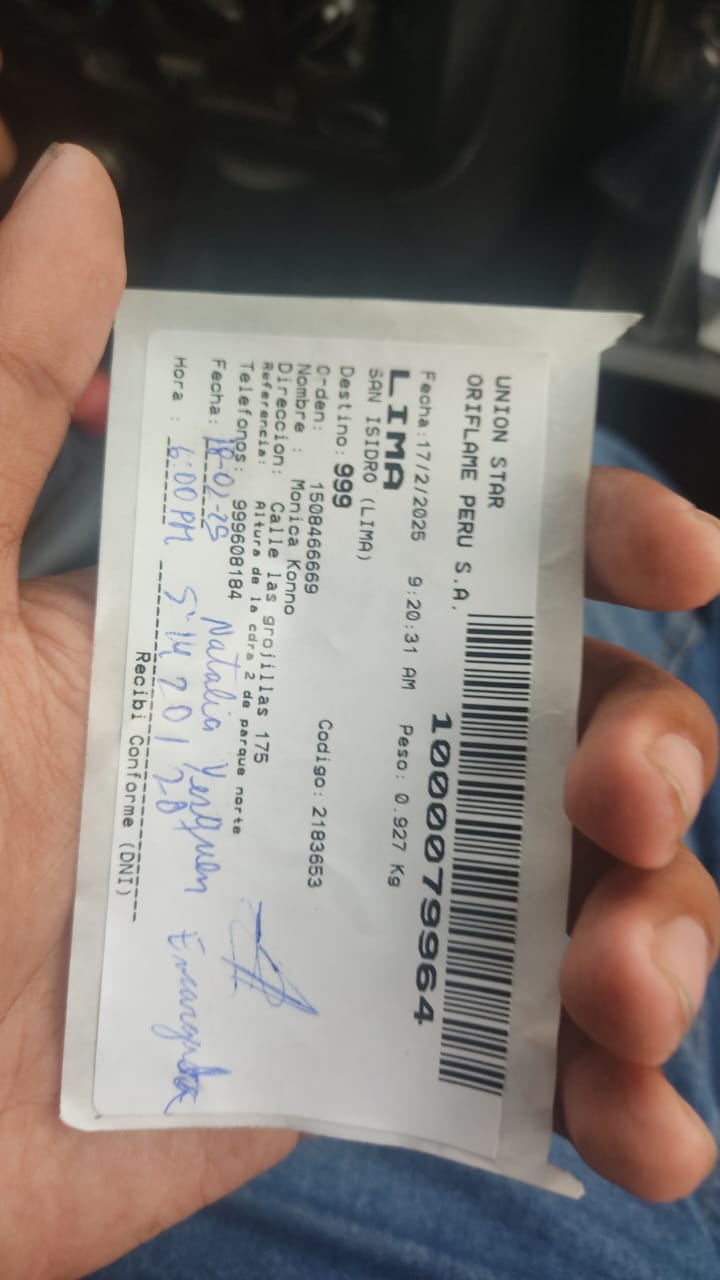 UNION STAR
ORIFLAME PERU S.A.
1000079964
Fecha:17/2/2025 9:20:31 AM Peso: 0.927 Kg
LIMA
SAN ISIDRO (LIMA)
Destino: 999
Orden: 1508466669 Codigo: 2183653
Nombre : Monica Konno
Direccion: Calle las grojillas 175
Referencia: Altura de la cdra 2 de parque norte
Telefonos: 999608184
Fecha: 18-02-25 Natalia Yesquen Encargada
Hora : 6:00 PM
Recibi Conforme (DNI)